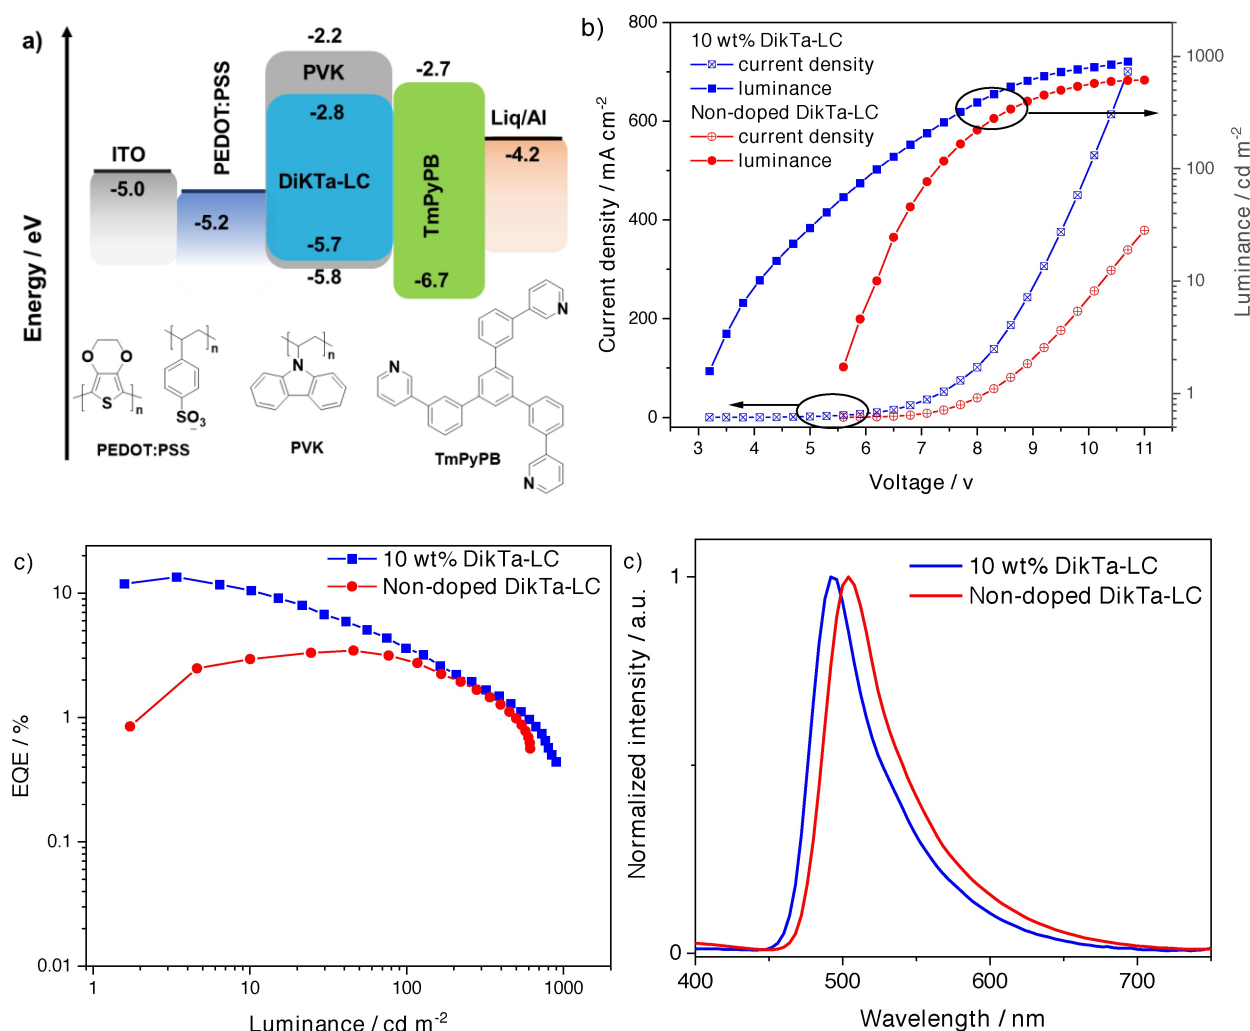 a)
Energy / eV
ITO
-5.0
PEDOT:PSS
-5.2
-2.2
PVK
-2.8
DiKTa-LC
-5.7
-5.8
-2.7
TmPyPB
-6.7
Liq/Al
-4.2
O O
S
n
n
SO3
−
PEDOT:PSS
N
n
PVK
N
N
N
TmPyPB
b)
10 wt% DikTa-LC
current density
luminance
Non-doped DikTa-LC
current density
luminance
Current density / mA cm-2
800
600
400
200
0
3 4 5 6 7 8 9 10 11
Voltage / v
Luminance / cd m-2
1000
100
10
1
c)
10 wt% DikTa-LC
Non-doped DikTa-LC
EQE / %
10
1
0.1
0.01
1 10 100 1000
Luminance / cd m-2
c)
10 wt% DikTa-LC
Non-doped DikTa-LC
Normalized intensity / a.u.
1
0
400 500 600 700
Wavelength / nm